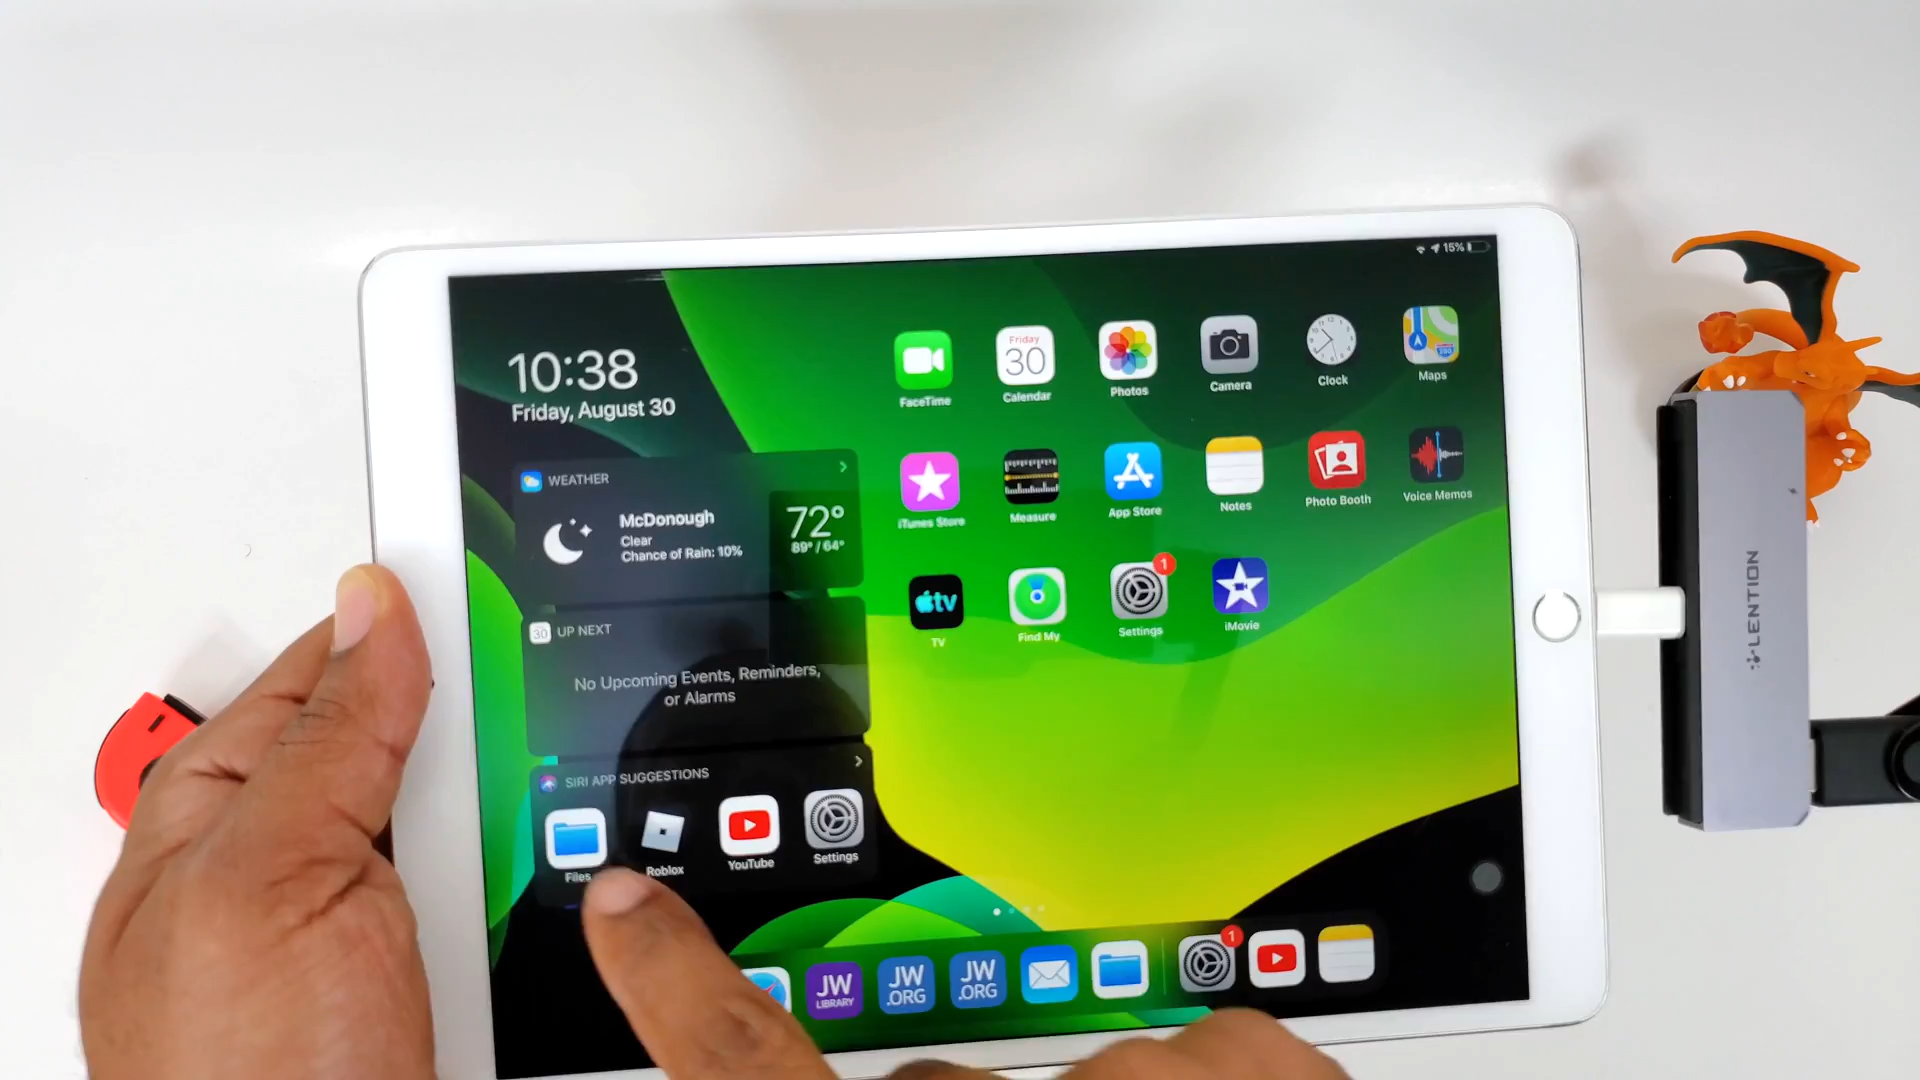 15%
10:38
Friday, August 30
WEATHER
McDonough
Clear
Chance of Rain: 10%
72°
89° / 64°
30 UP NEXT
No Upcoming Events, Reminders,
or Alarms
SIRI APP SUGGESTIONS
Files
Roblox
YouTube
Settings
Friday
30
FaceTime
Calendar
Photos
Camera
Clock
Maps
iTunes Store
Measure
App Store
Notes
Photo Booth
Voice Memos
tv
1
TV
Find My
Settings
iMovie
JW
LIBRARY
JW
.ORG
JW
.ORG
1
LENTION